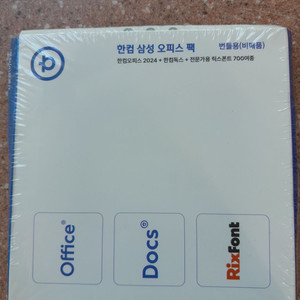 한컴 삼성 오피스 팩
번들용(비매품)
한컴오피스 2024 + 한컴독스 + 전문가용 릭스폰트 700여종
Office®
Docs®
RixFont